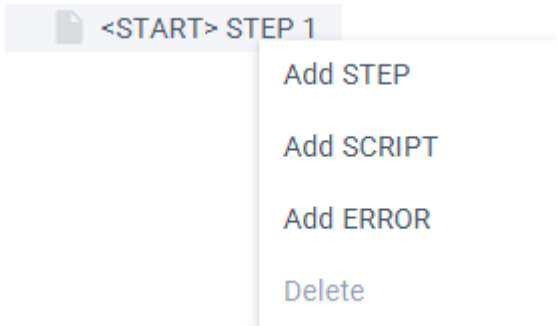 <START> STEP 1
Add STEP
Add SCRIPT
Add ERROR
Delete